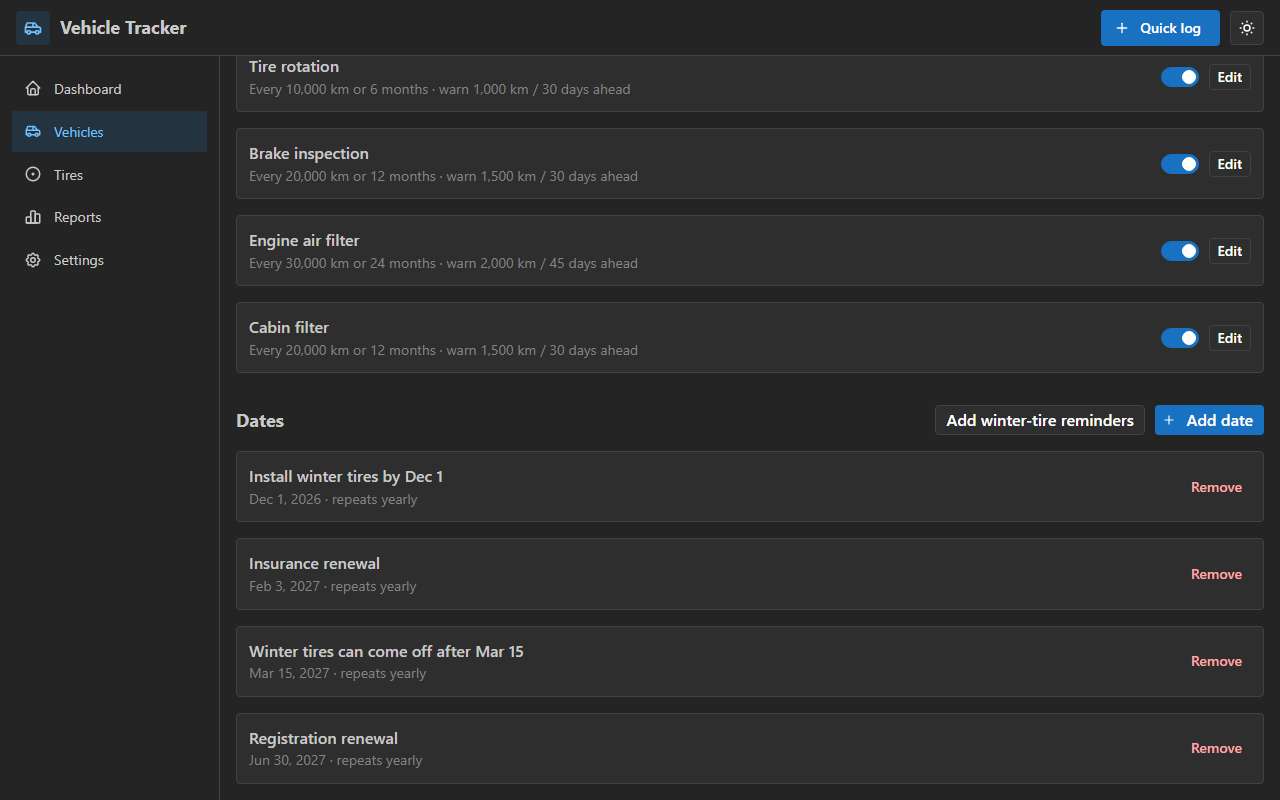 Vehicle Tracker
Quick log
Dashboard
Vehicles
Tires
Reports
Settings
Tire rotation
Every 10,000 km or 6 months · warn 1,000 km / 30 days ahead
Edit
Brake inspection
Every 20,000 km or 12 months · warn 1,500 km / 30 days ahead
Edit
Engine air filter
Every 30,000 km or 24 months · warn 2,000 km / 45 days ahead
Edit
Cabin filter
Every 20,000 km or 12 months · warn 1,500 km / 30 days ahead
Edit
Dates
Add winter-tire reminders
+ Add date
Install winter tires by Dec 1
Dec 1, 2026 · repeats yearly
Remove
Insurance renewal
Feb 3, 2027 · repeats yearly
Remove
Winter tires can come off after Mar 15
Mar 15, 2027 · repeats yearly
Remove
Registration renewal
Jun 30, 2027 · repeats yearly
Remove